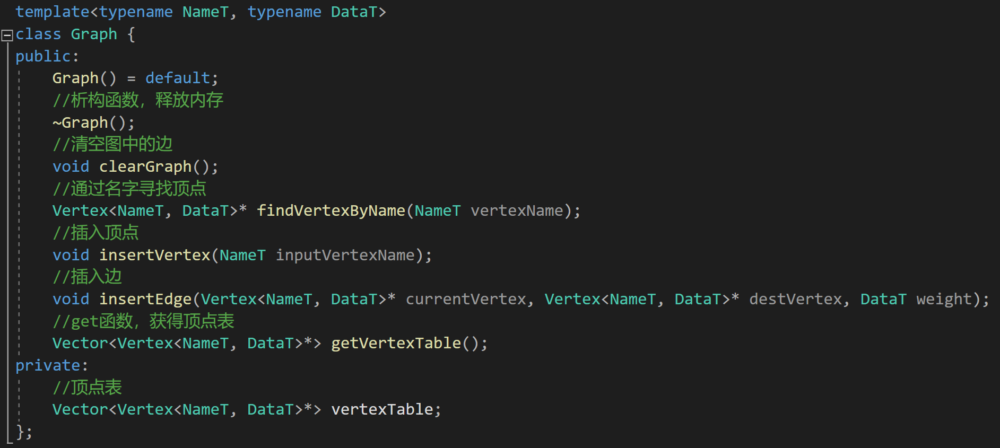 template<typename NameT, typename DataT>
class Graph {
public:
    Graph() = default;
    //析构函数，释放内存
    ~Graph();
    //清空图中的边
    void clearGraph();
    //通过名字寻找顶点
    Vertex<NameT, DataT>* findVertexByName(NameT vertexName);
    //插入顶点
    void insertVertex(NameT inputVertexName);
    //插入边
    void insertEdge(Vertex<NameT, DataT>* currentVertex, Vertex<NameT, DataT>* destVertex, DataT weight);
    //get函数，获得顶点表
    Vector<Vertex<NameT, DataT>*> getVertexTable();
private:
    //顶点表
    Vector<Vertex<NameT, DataT>*> vertexTable;
};